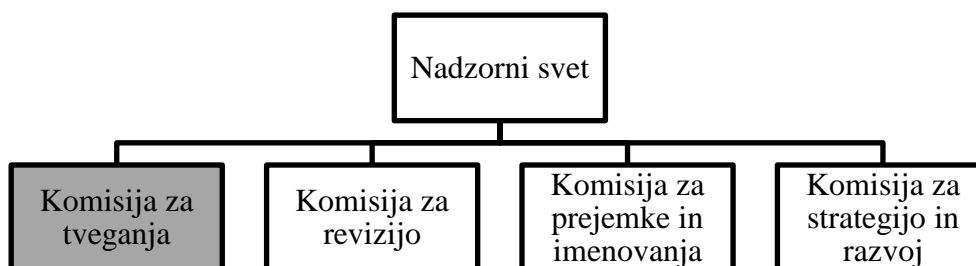 Nadzorni svet
Komisija za
tveganja
Komisija za
revizijo
Komisija za
prejemke in
imenovanja
Komisija za
strategijo in
razvoj